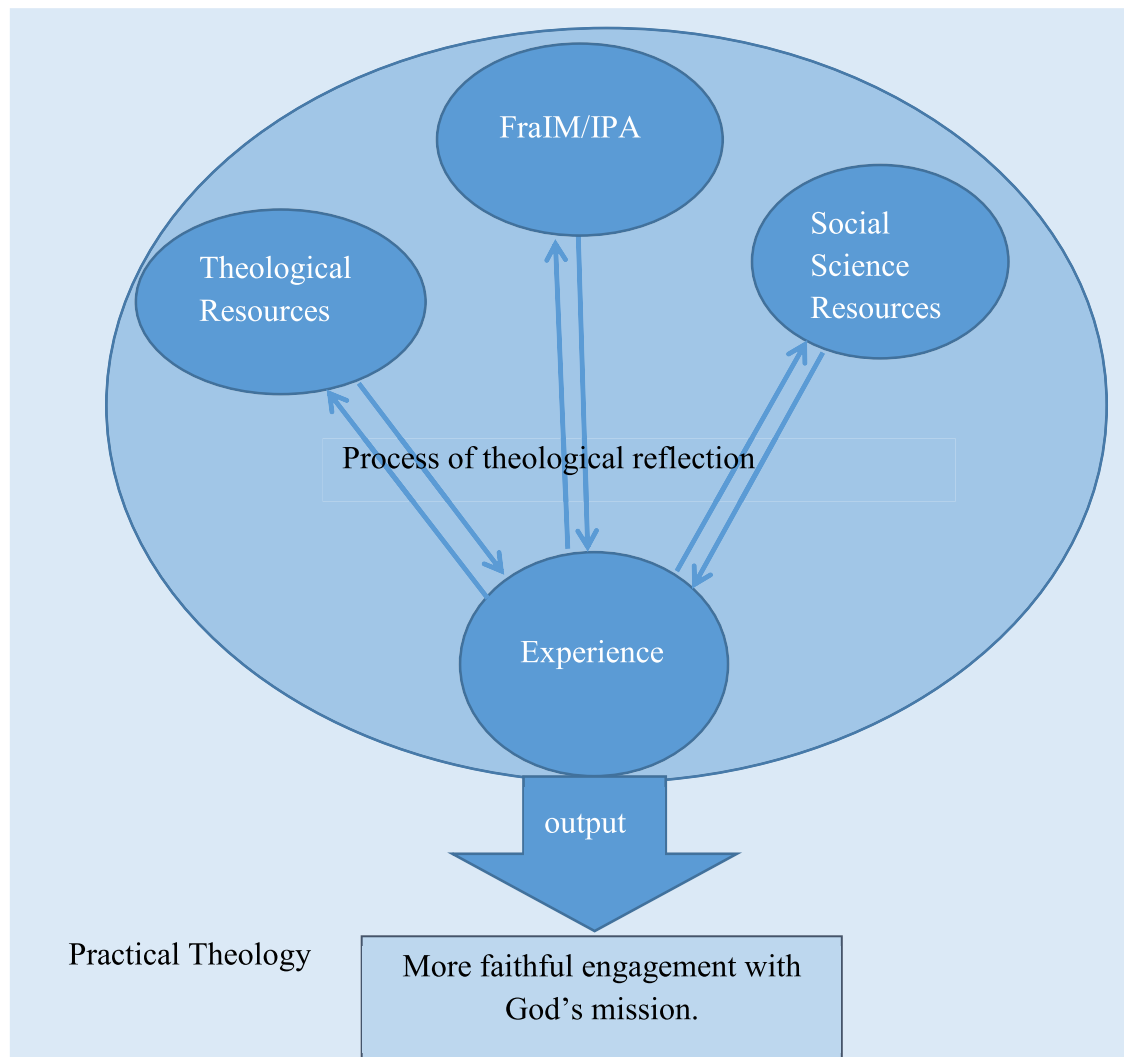 FraIM/IPA
Social
Science
Resources
Theological
Resources
Process of theological reflection
Experience
output
Practical Theology
More faithful engagement with
God’s mission.